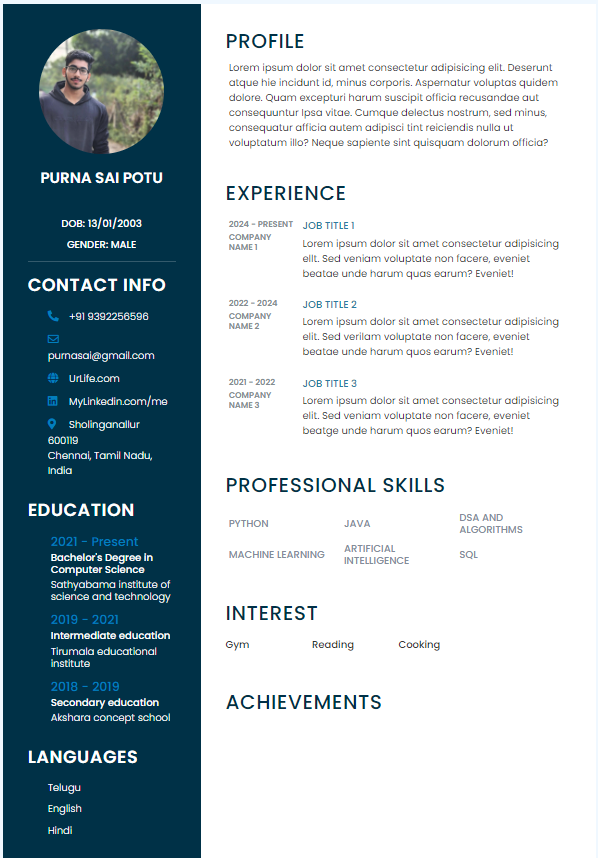 PURNA SAI POTU
DOB: 13/01/2003
GENDER: MALE
CONTACT INFO
+91 9392256596
purnasai@gmail.com
UrLife.com
MyLinkedin.com/me
Sholinganallur
600119
Chennai, Tamil Nadu,
India
EDUCATION
2021 - Present
Bachelor's Degree in
Computer Science
Sathyabama institute of
science and technology
2019 - 2021
Intermediate education
Tirumala educational
institute
2018 - 2019
Secondary education
Akshara concept school
LANGUAGES
Telugu
English
Hindi
PROFILE
Lorem ipsum dolor sit amet consectetur adipisicing elit. Deserunt
atque hie incidunt id, minus corporis. Aspernatur voluptas quidem
dolore. Quam excepturi harum suscipit officia recusandae aut
consequuntur Ipsa vitae. Cumque delectus nostrum, sed minus,
consequatur afficia autem adipisci tint reiciendis nulla ut
voluptatum illo? Neque sapiente sint quisquam dolorum officia?
EXPERIENCE
2024 - PRESENT
COMPANY
NAME 1
JOB TITLE 1
Lorem ipsum dolor sit amet consectetur adipisicing
elit. Sed veniam voluptate non facere, eveniet
beatae unde harum quas earum? Eveniet!
2022 - 2024
COMPANY
NAME 2
JOB TITLE 2
Lorem ipsum dolor sit amet consectetur adipisicing
elit. Sed verilam voluptate non facere, eveniet
beatae unde harum quas earum? Eveniet!
2021 - 2022
COMPANY
NAME 3
JOB TITLE 3
Lorem ipsum dolor sit amet consectetur adipisicing
elit. Sed veniam voluptate non facere, eveniet
beatge unde harum quos earum? Eveniet!
PROFESSIONAL SKILLS
PYTHON
JAVA
DSA AND
ALGORITHMS
MACHINE LEARNING
ARTIFICIAL
INTELLIGENCE
SQL
INTEREST
Gym Reading Cooking
ACHIEVEMENTS